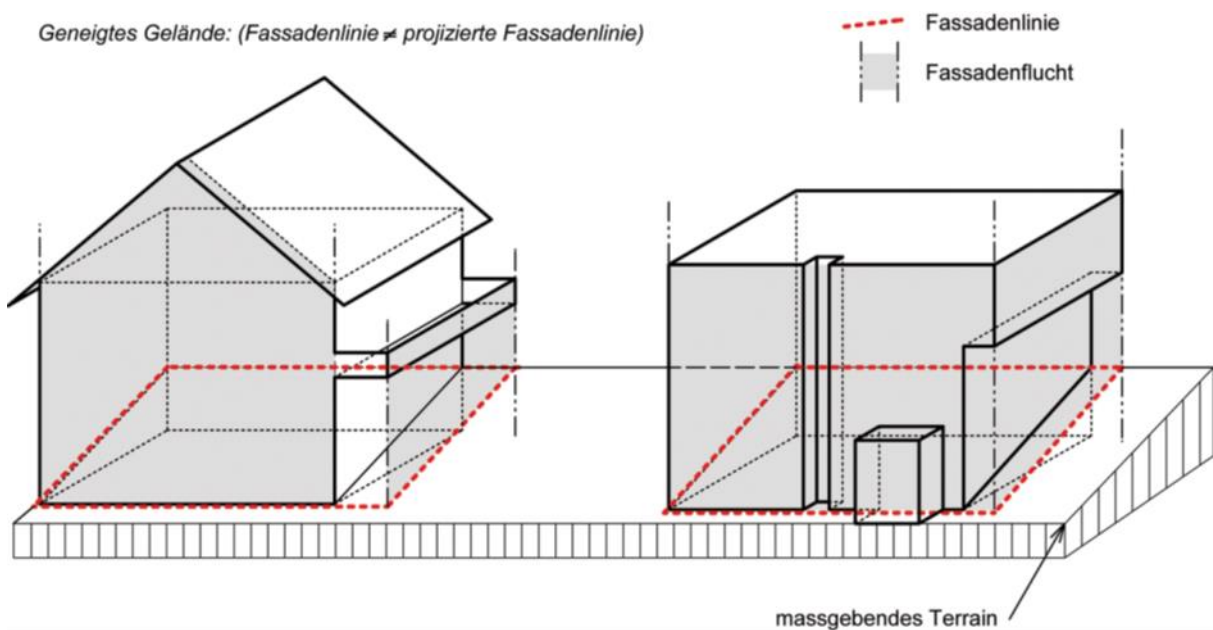 Geneigtes Gelände: (Fassadenlinie ≠ projizierte Fassadenlinie)
Fassadenlinie
Fassadenflucht
massgebendes Terrain